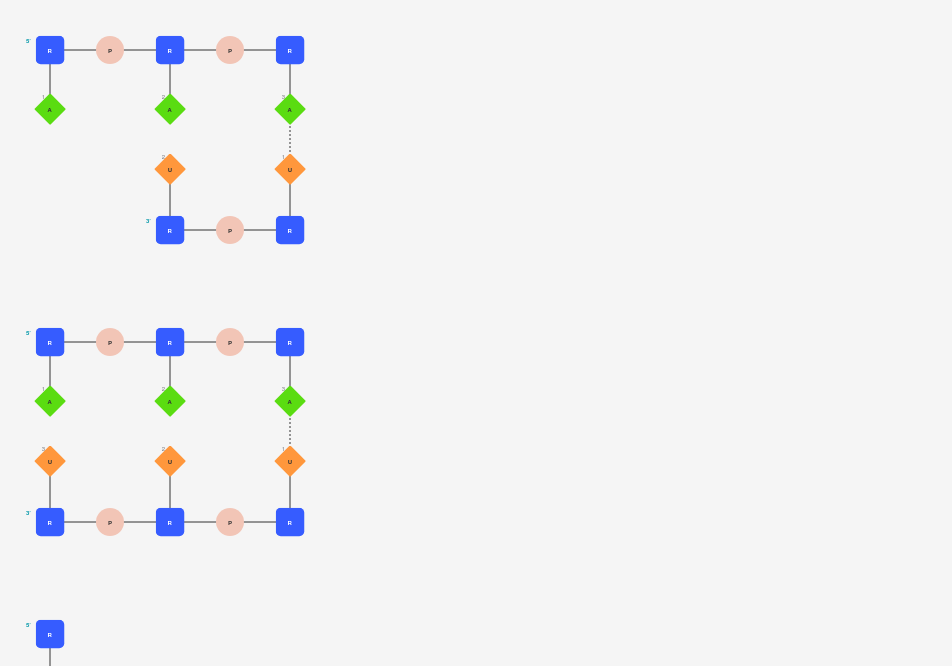 5' R P R P R
1 2 3
A A A
2 1
U U
3' R P R
5' R P R P R
1 2 3
A A A
3 2 1
U U U
3' R P R P R
5' R